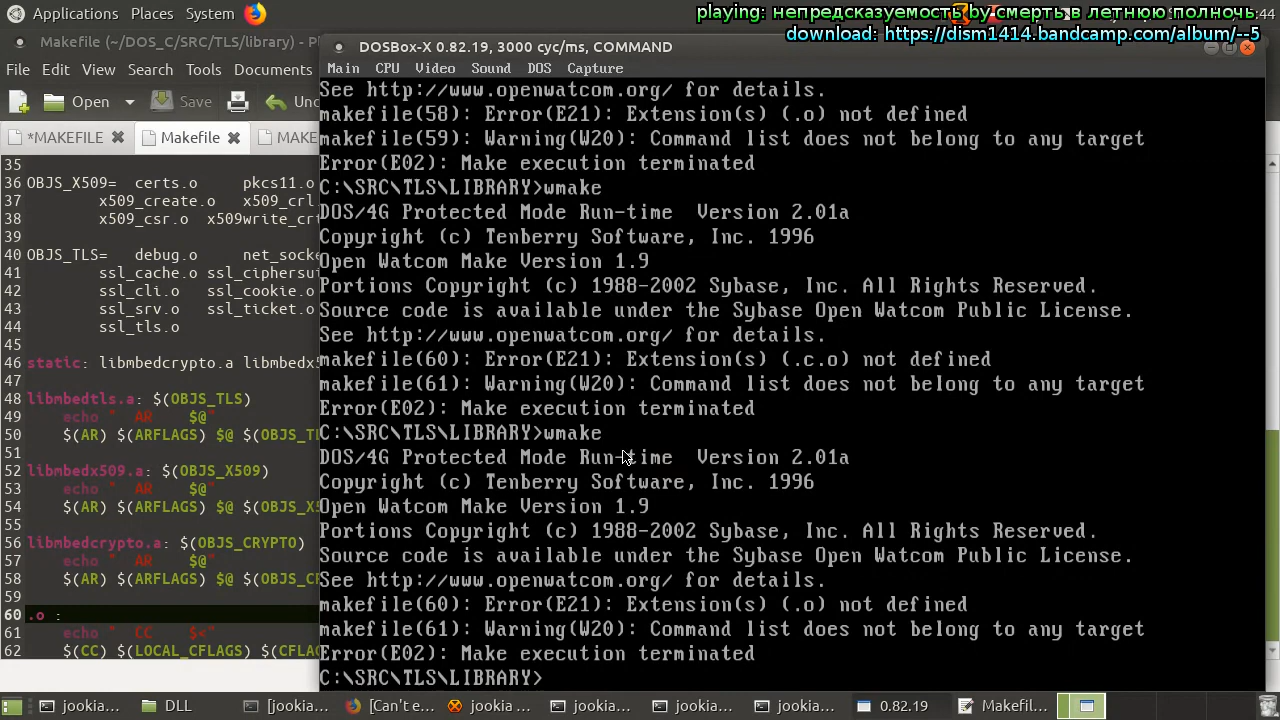 Applications Places System
playing: непредсказуемость by смерть в летнюю полночь
:44
download: https://dism1414.bandcamp.com/album/--5
Makefile (~/DOS_C/SRC/TLS/library) - Pl
DOSBox-X 0.82.19, 3000 cyc/ms, COMMAND
File Edit View Search Tools Documents
Main CPU Video Sound DOS Capture
Open Save
*MAKEFILE Makefile
35
36 OBJS_X509= certs.o pkcs11.o
37 x509_create.o x509_crl
38 x509_csr.o x509write_crt
39
40 OBJS_TLS= debug.o net_socke
41 ssl_cache.o ssl_ciphersui
42 ssl_cli.o ssl_cookie.o
43 ssl_srv.o ssl_ticket.o
44 ssl_tls.o
46 static: libmbedcrypto.a libmbedx5
47
48 libmbedtls.a: $(OBJS_TLS)
49 echo " AR $@"
50 $(AR) $(ARFLAGS) $@ $(OBJS_T
51
52 libmbedx509.a: $(OBJS_X509)
53 echo " AR $@"
54 $(AR) $(ARFLAGS) $@ $(OBJS_X5
55
56 libmbedcrypto.a: $(OBJS_CRYPTO)
57 echo " AR $@"
58 $(AR) $(ARFLAGS) $@ $(OBJS_CR
59
60 .o :
61 echo " CC $<"
62 $(CC) $(LOCAL_CFLAGS) $(CFLA
See http://www.openwatcom.org/ for details.
makefile(58): Error(E21): Extension(s) (.o) not defined
makefile(59): Warning(W20): Command list does not belong to any target
Error(E02): Make execution terminated
C:\SRC\TLS\LIBRARY>wmake
DOS/4G Protected Mode Run-time Version 2.01a
Copyright (c) Tenberry Software, Inc. 1996
Open Watcom Make Version 1.9
Portions Copyright (c) 1988-2002 Sybase, Inc. All Rights Reserved.
Source code is available under the Sybase Open Watcom Public License.
See http://www.openwatcom.org/ for details.
makefile(60): Error(E21): Extension(s) (.c.o) not defined
makefile(61): Warning(W20): Command list does not belong to any target
Error(E02): Make execution terminated
C:\SRC\TLS\LIBRARY>wmake
DOS/4G Protected Mode Run-time Version 2.01a
Copyright (c) Tenberry Software, Inc. 1996
Open Watcom Make Version 1.9
Portions Copyright (c) 1988-2002 Sybase, Inc. All Rights Reserved.
Source code is available under the Sybase Open Watcom Public License.
See http://www.openwatcom.org/ for details.
makefile(60): Error(E21): Extension(s) (.o) not defined
makefile(61): Warning(W20): Command list does not belong to any target
Error(E02): Make execution terminated
C:\SRC\TLS\LIBRARY>
jookia... DLL [jookia... [Can't e... jookia ... jookia... jookia... jookia... 0.82.19 Makefil...